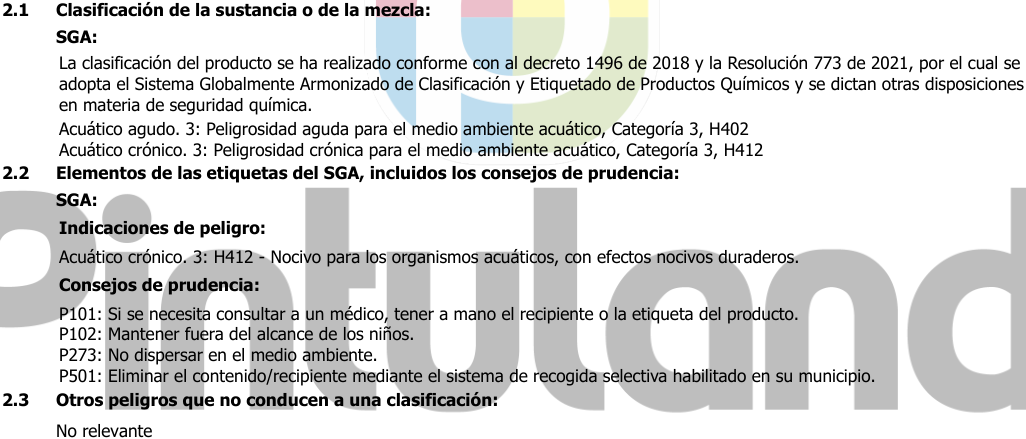 2.1 Clasificación de la sustancia o de la mezcla:
SGA:
La clasificación del producto se ha realizado conforme con al decreto 1496 de 2018 y la Resolución 773 de 2021, por el cual se
adopta el Sistema Globalmente Armonizado de Clasificación y Etiquetado de Productos Químicos y se dictan otras disposiciones
en materia de seguridad química.
Acuático agudo. 3: Peligrosidad aguda para el medio ambiente acuático, Categoría 3, H402
Acuático crónico. 3: Peligrosidad crónica para el medio ambiente acuático, Categoría 3, H412
2.2 Elementos de las etiquetas del SGA, incluidos los consejos de prudencia:
SGA:
Indicaciones de peligro:
Acuático crónico. 3: H412 - Nocivo para los organismos acuáticos, con efectos nocivos duraderos.
Consejos de prudencia:
P101: Si se necesita consultar a un médico, tener a mano el recipiente o la etiqueta del producto.
P102: Mantener fuera del alcance de los niños.
P273: No dispersar en el medio ambiente.
P501: Eliminar el contenido/recipiente mediante el sistema de recogida selectiva habilitado en su municipio.
2.3 Otros peligros que no conducen a una clasificación:
No relevante
Pintuland